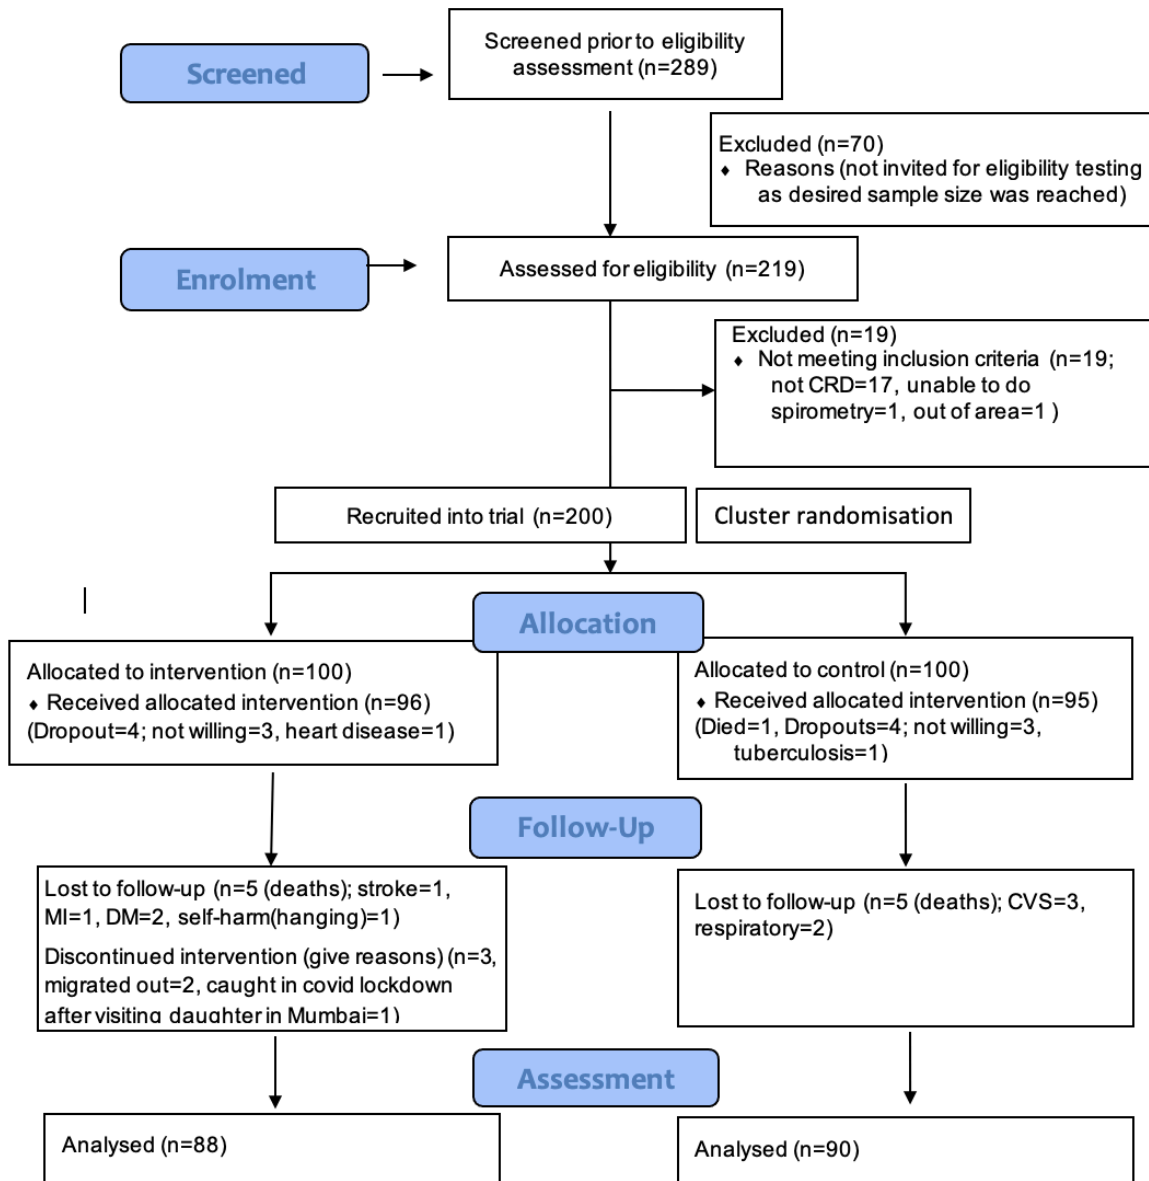 Screened
Screened prior to eligibility
assessment (n=289)
Excluded (n=70)
♦ Reasons (not invited for eligibility testing
as desired sample size was reached)
Enrolment
Assessed for eligibility (n=219)
Excluded (n=19)
♦ Not meeting inclusion criteria (n=19;
not CRD=17, unable to do
spirometry=1, out of area=1 )
Recruited into trial (n=200)
Cluster randomisation
Allocation
Allocated to intervention (n=100)
♦ Received allocated intervention (n=96)
(Dropout=4; not willing=3, heart disease=1)
Allocated to control (n=100)
♦ Received allocated intervention (n=95)
(Died=1, Dropouts=4; not willing=3,
tuberculosis=1)
Follow-Up
Lost to follow-up (n=5 (deaths); stroke=1,
MI=1, DM=2, self-harm(hanging)=1)
Discontinued intervention (give reasons) (n=3,
migrated out=2, caught in covid lockdown
after visiting daughter in Mumbai=1)
Lost to follow-up (n=5 (deaths); CVS=3,
respiratory=2)
Assessment
Analysed (n=88)
Analysed (n=90)